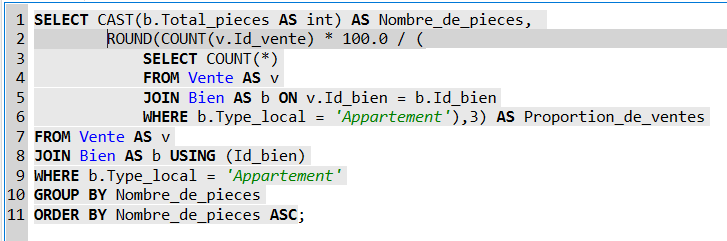 1 SELECT CAST(b.Total_pieces AS int) AS Nombre_de_pieces,
2 ROUND(COUNT(v.Id_vente) * 100.0 / (
3 SELECT COUNT(*)
4 FROM Vente AS v
5 JOIN Bien AS b ON v.Id_bien = b.Id_bien
6 WHERE b.Type_local = 'Appartement'),3) AS Proportion_de_ventes
7 FROM Vente AS v
8 JOIN Bien AS b USING (Id_bien)
9 WHERE b.Type_local = 'Appartement'
10 GROUP BY Nombre_de_pieces
11 ORDER BY Nombre_de_pieces ASC;